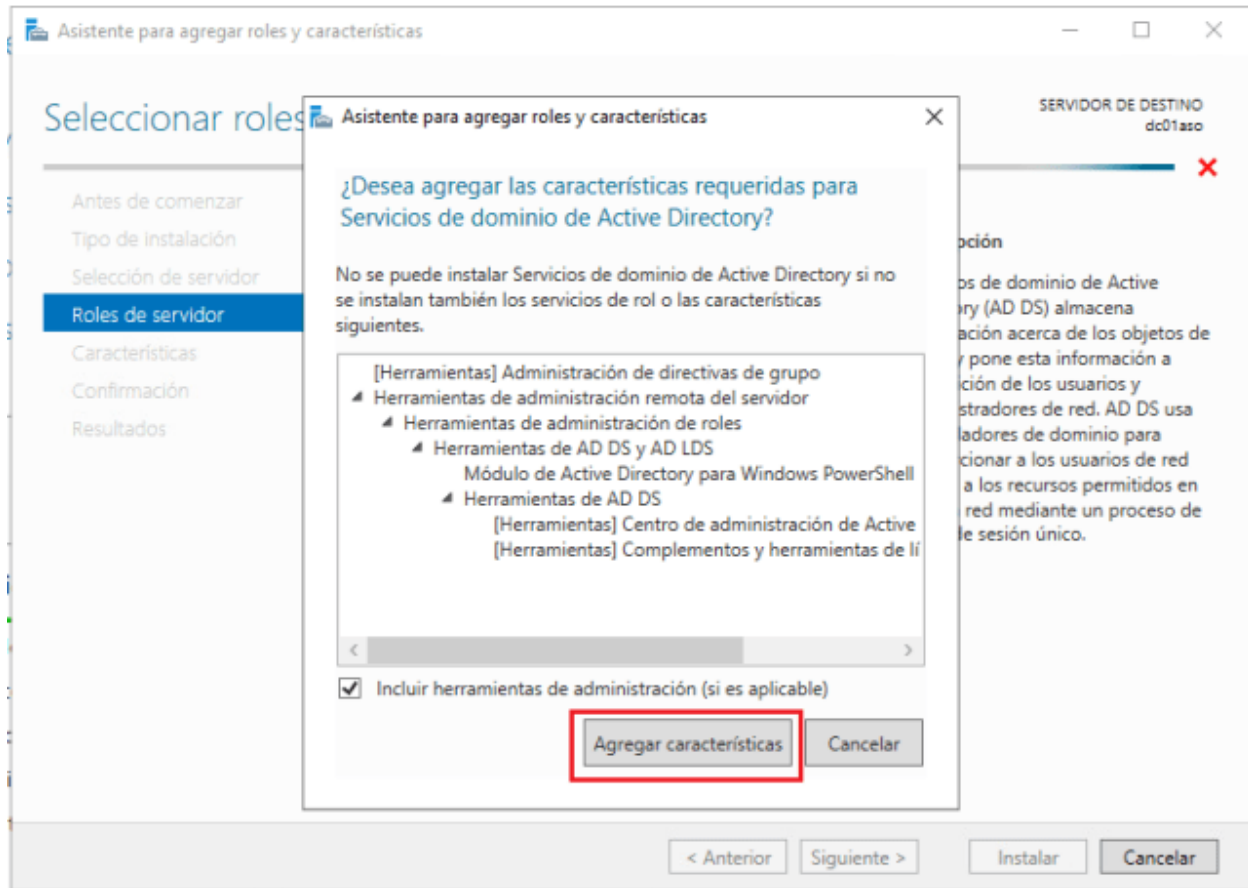 Asistente para agregar roles y características
Seleccionar roles
SERVIDOR DE DESTINO
dc01aso
Antes de comenzar
Tipo de instalación
Selección de servidor
Roles de servidor
Características
Confirmación
Resultados
Asistente para agregar roles y características
¿Desea agregar las características requeridas para
Servicios de dominio de Active Directory?
No se puede instalar Servicios de dominio de Active Directory si no
se instalan también los servicios de rol o las características
siguientes.
[Herramientas] Administración de directivas de grupo
Herramientas de administración remota del servidor
Herramientas de administración de roles
Herramientas de AD DS y AD LDS
Módulo de Active Directory para Windows PowerShell
Herramientas de AD DS
[Herramientas] Centro de administración de Active
[Herramientas] Complementos y herramientas de lí
Incluir herramientas de administración (si es aplicable)
Agregar características
Cancelar
pción
os de dominio de Active
ory (AD DS) almacena
ación acerca de los objetos de
y pone esta información a
ición de los usuarios y
stradores de red. AD DS usa
ladores de dominio para
rcionar a los usuarios de red
a los recursos permitidos en
red mediante un proceso de
de sesión único.
< Anterior
Siguiente >
Instalar
Cancelar